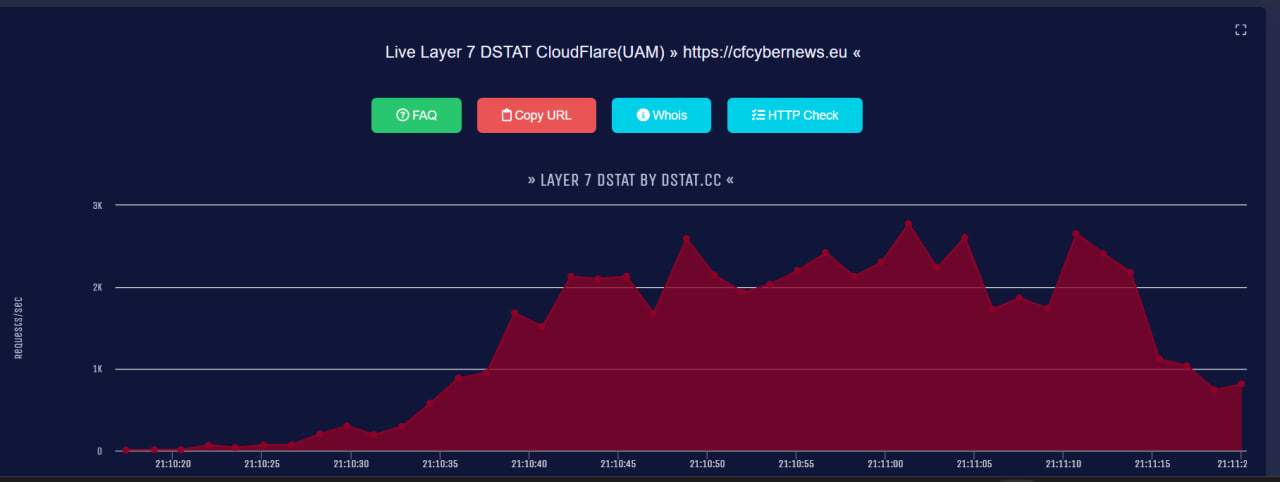 Live Layer 7 DSTAT CloudFlare(UAM) » https://cfcybernews.eu «
FAQ Copy URL WhoIs HTTP Check
» LAYER 7 DSTAT BY DSTAT.CC «
3K
2K
1K
0
Requests/sec
21:10:20 21:10:25 21:10:30 21:10:35 21:10:40 21:10:45 21:10:50 21:10:55 21:11:00 21:11:05 21:11:10 21:11:15 21:11:2